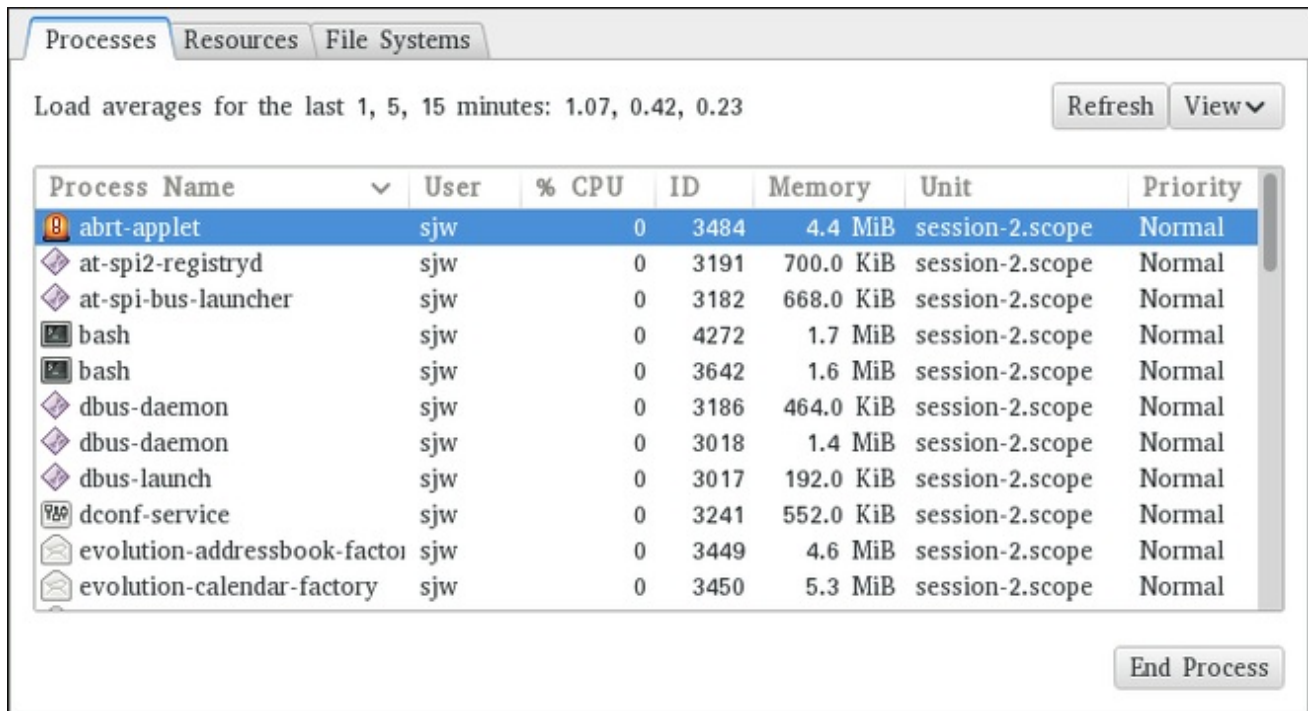 Processes Resources File Systems
Load averages for the last 1, 5, 15 minutes: 1.07, 0.42, 0.23 Refresh View
Process Name User % CPU ID Memory Unit Priority
abrt-applet sjw 0 3484 4.4 MiB session-2.scope Normal
at-spi2-registryd sjw 0 3191 700.0 KiB session-2.scope Normal
at-spi-bus-launcher sjw 0 3182 668.0 KiB session-2.scope Normal
bash sjw 0 4272 1.7 MiB session-2.scope Normal
bash sjw 0 3642 1.6 MiB session-2.scope Normal
dbus-daemon sjw 0 3186 464.0 KiB session-2.scope Normal
dbus-daemon sjw 0 3018 1.4 MiB session-2.scope Normal
dbus-launch sjw 0 3017 192.0 KiB session-2.scope Normal
dconf-service sjw 0 3241 552.0 KiB session-2.scope Normal
evolution-addressbook-factor sjw 0 3449 4.6 MiB session-2.scope Normal
evolution-calendar-factory sjw 0 3450 5.3 MiB session-2.scope Normal
End Process